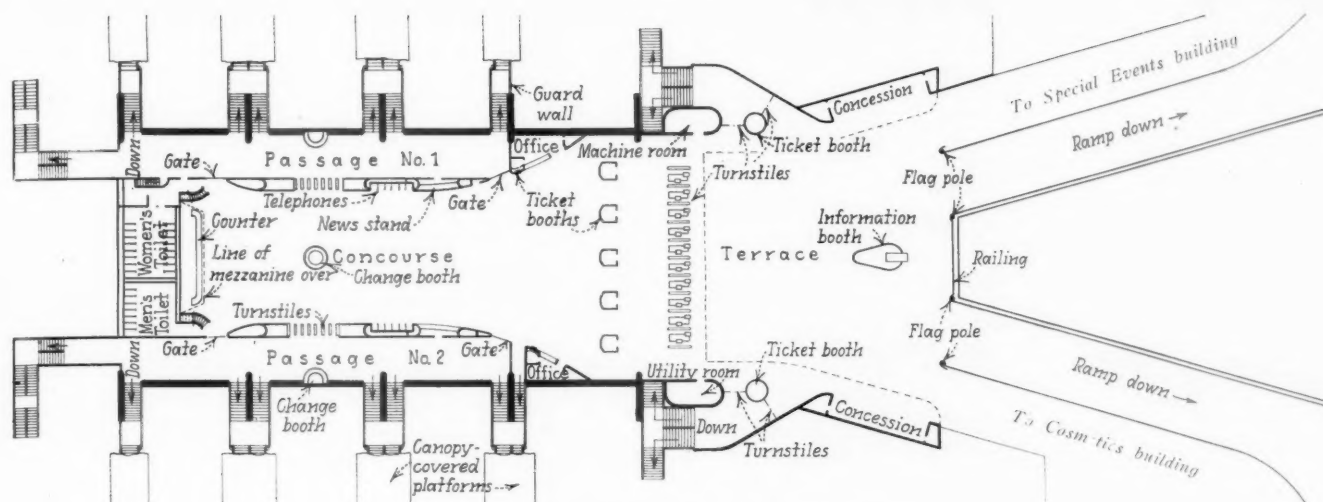 To Special Events building
Guard
wall
Concession
Ramp down
Down
Passage No. 1
Office
Machine room
Ticket booth
Gate
Turnstiles
Flag pole
Telephones
Gate
Ticket
booths
News stand
Women's
Toilet
Counter
Information
booth
Line of
mezzanine over
Concourse
Change booth
Terrace
Railing
Men's
Toilet
Turnstiles
Flag pole
Gate
Gate
Ticket booth
Down
Passage No. 2
Office
Utility room
Ramp down
Change
booth
Down
Concession
To Cosmetics building
Canopy-
covered
platforms
Turnstiles